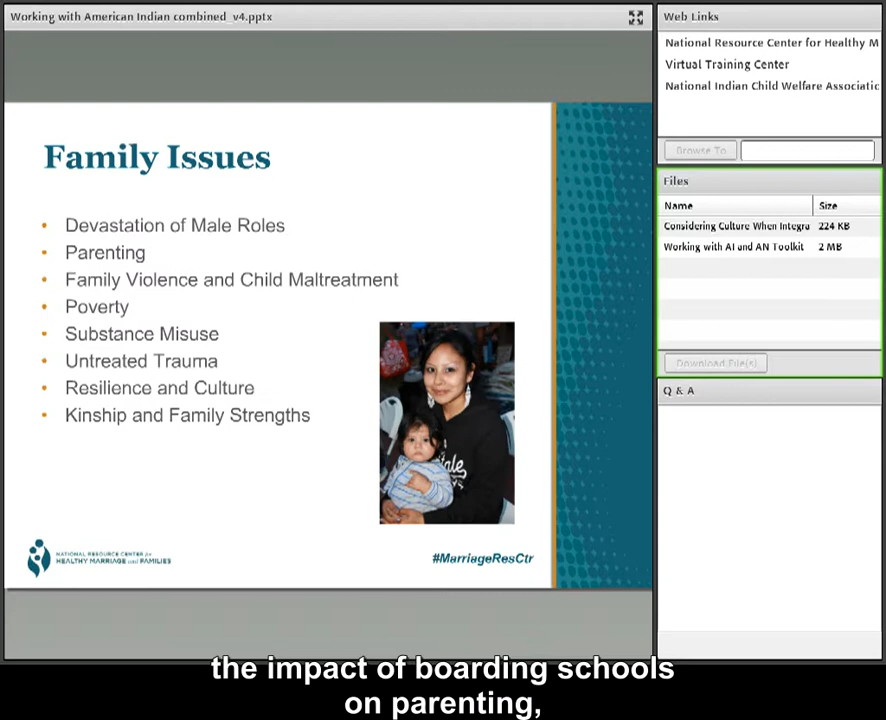 Working with American Indian combined_v4.pptx
Family Issues
• Devastation of Male Roles
• Parenting
• Family Violence and Child Maltreatment
• Poverty
• Substance Misuse
• Untreated Trauma
• Resilience and Culture
• Kinship and Family Strengths
NATIONAL RESOURCE CENTER for
HEALTHY MARRIAGE and FAMILIES
#MarriageResCtr
Web Links
National Resource Center for Healthy M
Virtual Training Center
National Indian Child Welfare Associatic
Browse To
Files
Name Size
Considering Culture When Integra 224 KB
Working with AI and AN Toolkit 2 MB
Download File(s)
Q & A
the impact of boarding schools
on parenting,